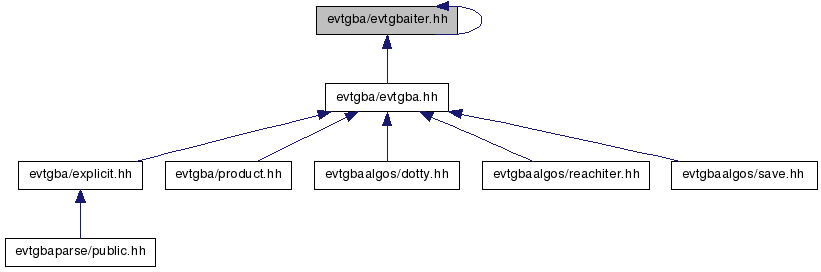 evtgba/evtgbaiter.hh
evtgba/evtgba.hh
evtgba/explicit.hh
evtgba/product.hh
evtgbaalgos/dotty.hh
evtgbaalgos/reachiter.hh
evtgbaalgos/save.hh
evtgbaparse/public.hh